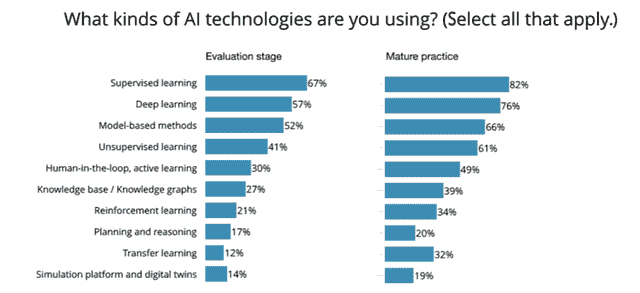 What kinds of AI technologies are you using? (Select all that apply.)
Evaluation stage Mature practice
Supervised learning 67% 82%
Deep learning 57% 76%
Model-based methods 52% 66%
Unsupervised learning 41% 61%
Human-in-the-loop, active learning 30% 49%
Knowledge base / Knowledge graphs 27% 39%
Reinforcement learning 21% 34%
Planning and reasoning 17% 20%
Transfer learning 12% 32%
Simulation platform and digital twins 14% 19%